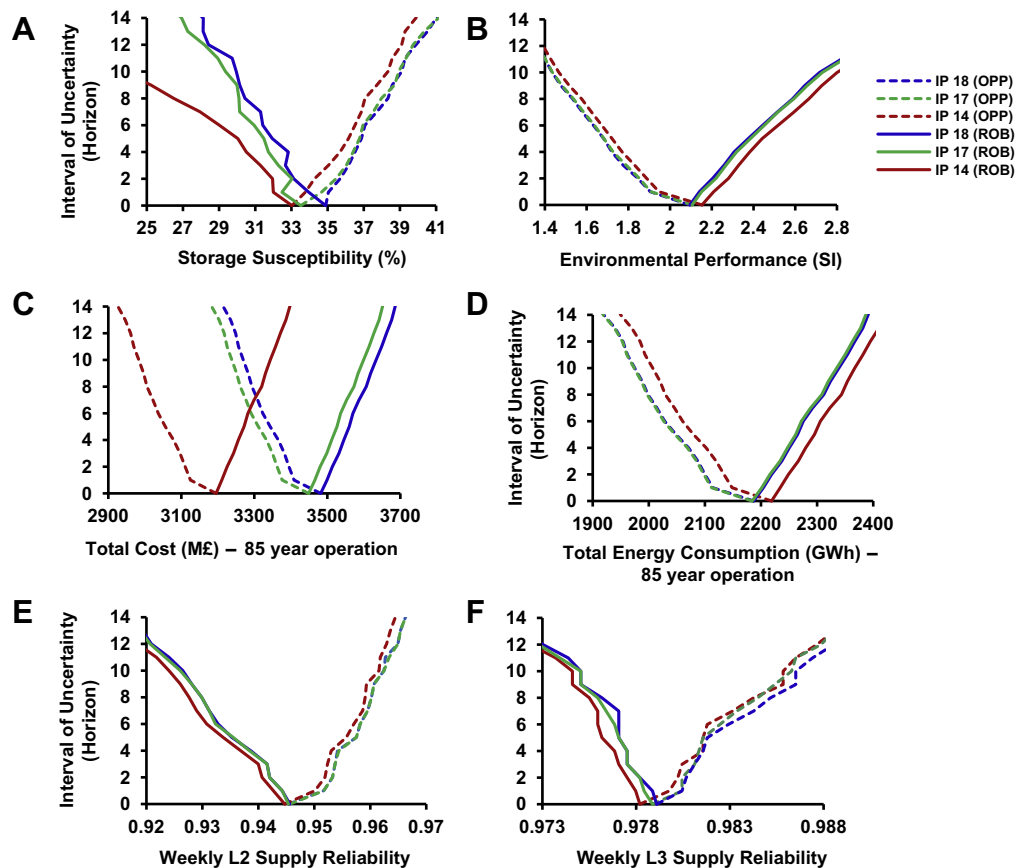 A
Interval of Uncertainty
(Horizon)
14
12
10
8
6
4
2
0
25 27 29 31 33 35 37 39 41
Storage Susceptibility (%)
B
14
12
10
8
6
4
2
0
1.4 1.6 1.8 2 2.2 2.4 2.6 2.8
Environmental Performance (SI)
IP 18 (OPP)
IP 17 (OPP)
IP 14 (OPP)
IP 18 (ROB)
IP 17 (ROB)
IP 14 (ROB)
C
14
12
10
8
6
4
2
0
2900 3100 3300 3500 3700
Total Cost (M£) – 85 year operation
D
Interval of Uncertainty
(Horizon)
14
12
10
8
6
4
2
0
1900 2000 2100 2200 2300 2400
Total Energy Consumption (GWh) –
85 year operation
E
Interval of Uncertainty
(Horizon)
14
12
10
8
6
4
2
0
0.92 0.93 0.94 0.95 0.96 0.97
Weekly L2 Supply Reliability
F
14
12
10
8
6
4
2
0
0.973 0.978 0.983 0.988
Weekly L3 Supply Reliability